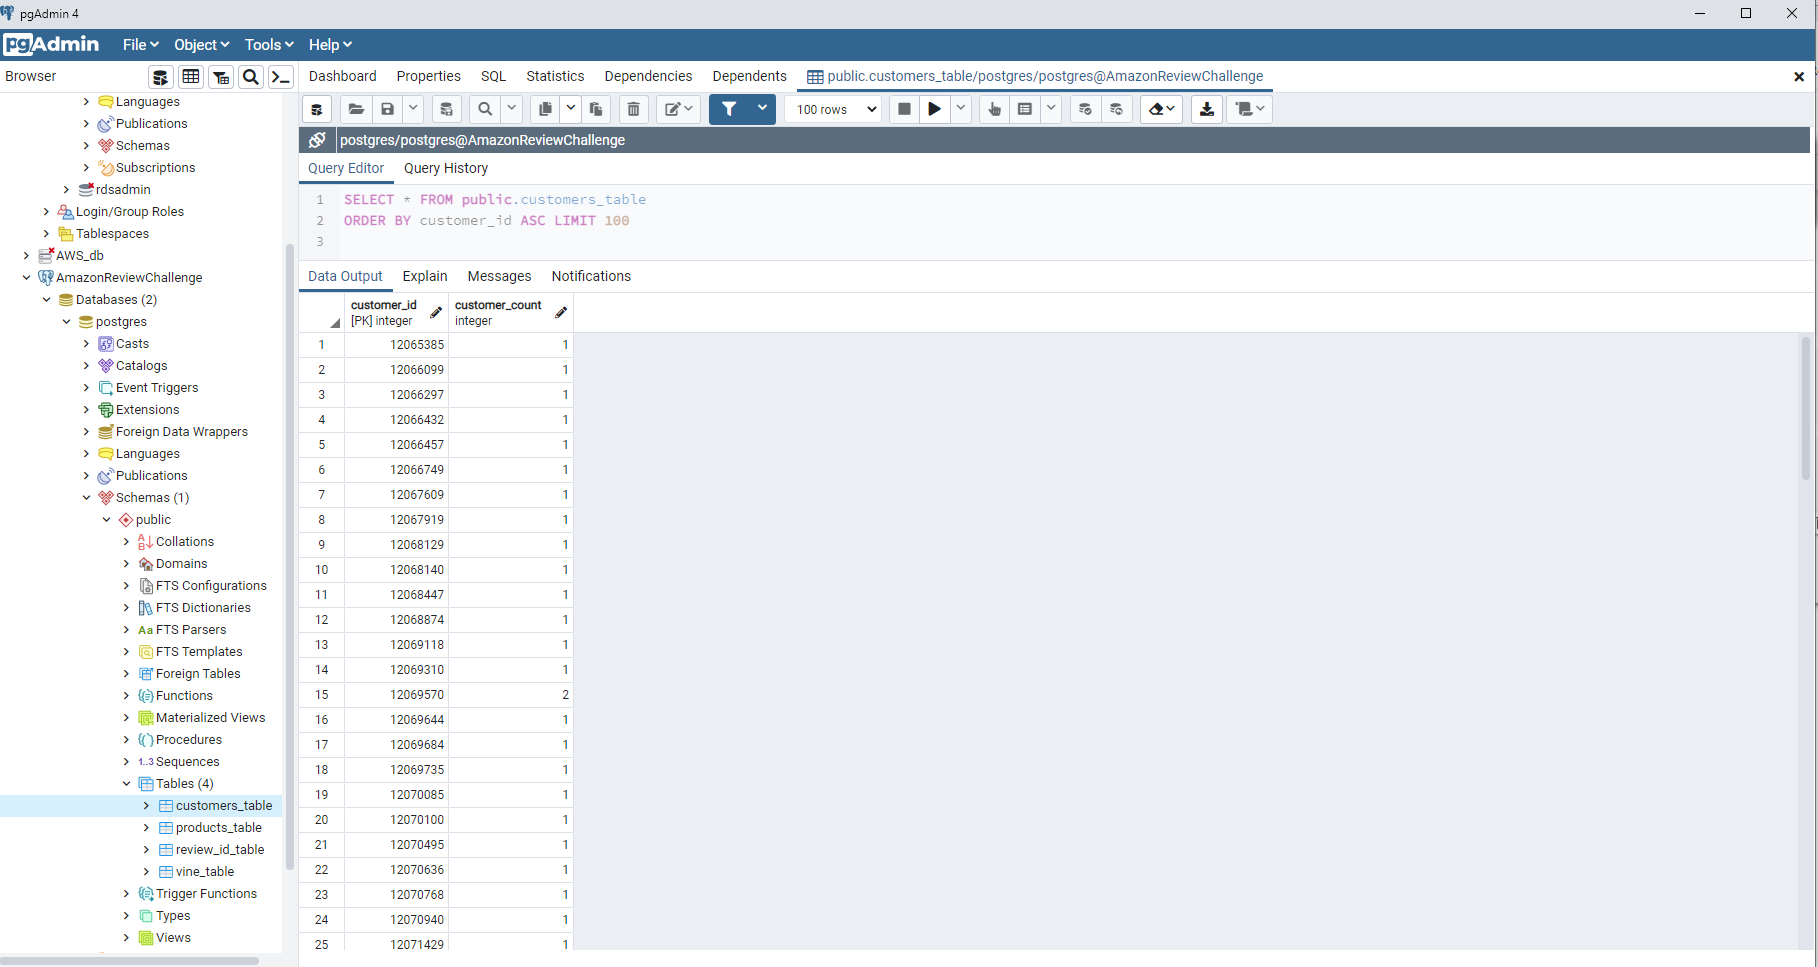 pgAdmin 4
pgAdmin File Object Tools Help
Browser
Dashboard Properties SQL Statistics Dependencies Dependents public.customers_table/postgres/postgres@AmazonReviewChallenge
100 rows
postgres/postgres@AmazonReviewChallenge
Query Editor Query History
1 SELECT * FROM public.customers_table
2 ORDER BY customer_id ASC LIMIT 100
3
Data Output Explain Messages Notifications
customer_id customer_count
[PK] integer integer
1 12065385 1
2 12066099 1
3 12066297 1
4 12066432 1
5 12066457 1
6 12066749 1
7 12067609 1
8 12067919 1
9 12068129 1
10 12068140 1
11 12068447 1
12 12068874 1
13 12069118 1
14 12069310 1
15 12069570 2
16 12069644 1
17 12069684 1
18 12069735 1
19 12070085 1
20 12070100 1
21 12070495 1
22 12070636 1
23 12070768 1
24 12070940 1
25 12071429 1
Languages
Publications
Schemas
Subscriptions
rdsadmin
Login/Group Roles
Tablespaces
AWS_db
AmazonReviewChallenge
Databases (2)
postgres
Casts
Catalogs
Event Triggers
Extensions
Foreign Data Wrappers
Languages
Publications
Schemas (1)
public
Collations
Domains
FTS Configurations
FTS Dictionaries
Aa FTS Parsers
FTS Templates
Foreign Tables
Functions
Materialized Views
Procedures
1..3 Sequences
Tables (4)
customers_table
products_table
review_id_table
vine_table
Trigger Functions
Types
Views